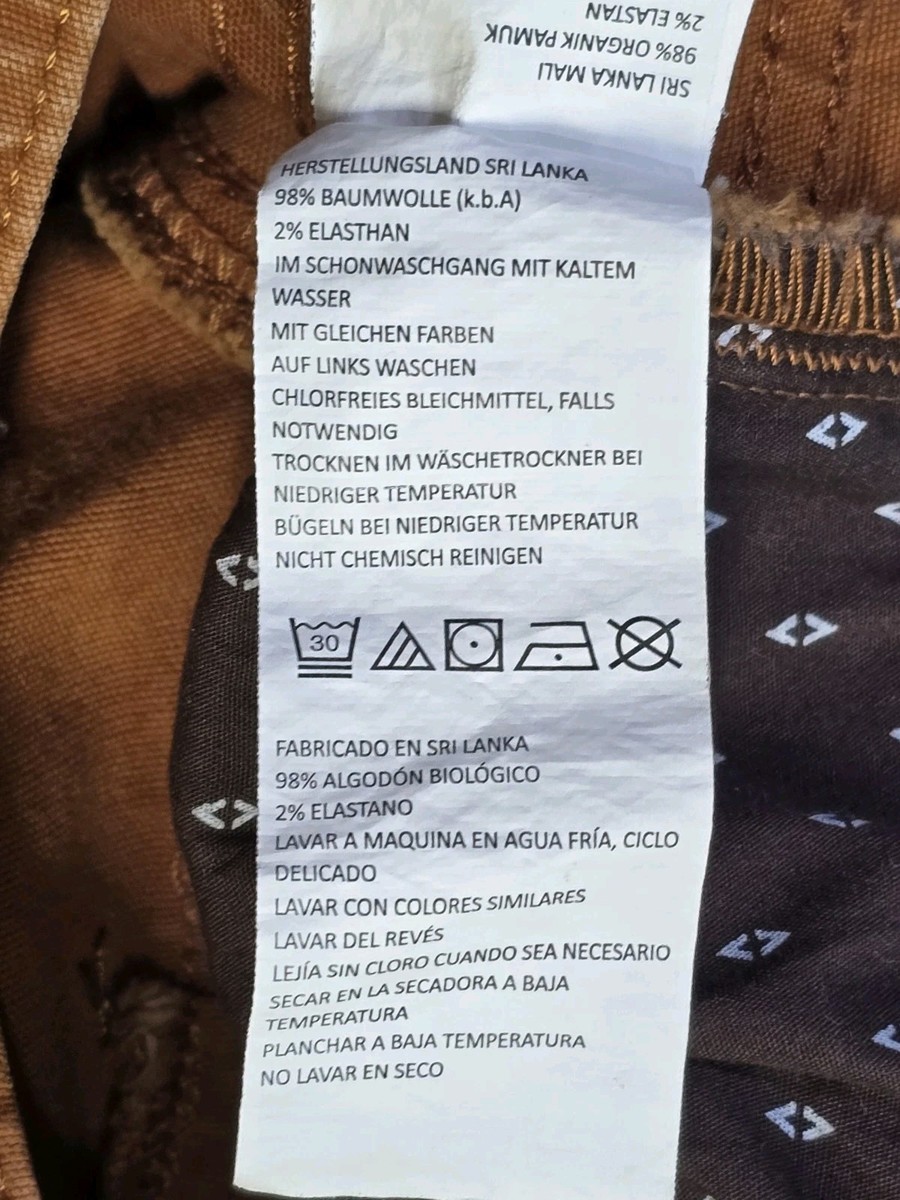 SRI LANKA MALI
98% ORGANIK PAMUK
2% ELASTAN
HERSTELLUNGSLAND SRI LANKA
98% BAUMWOLLE (k.b.A)
2% ELASTHAN
IM SCHONWASCHGANG MIT KALTEM
WASSER
MIT GLEICHEN FARBEN
AUF LINKS WASCHEN
CHLORFREIES BLEICHMITTEL, FALLS
NOTWENDIG
TROCKNEN IM WÄSCHETROCKNER BEI
NIEDRIGER TEMPERATUR
BÜGELN BEI NIEDRIGER TEMPERATUR
NICHT CHEMISCH REINIGEN
30
FABRICADO EN SRI LANKA
98% ALGODÓN BIOLÓGICO
2% ELASTANO
LAVAR A MAQUINA EN AGUA FRÍA, CICLO
DELICADO
LAVAR CON COLORES SIMILARES
LAVAR DEL REVÉS
LEJÍA SIN CLORO CUANDO SEA NECESARIO
SECAR EN LA SECADORA A BAJA
TEMPERATURA
PLANCHAR A BAJA TEMPERATURA
NO LAVAR EN SECO